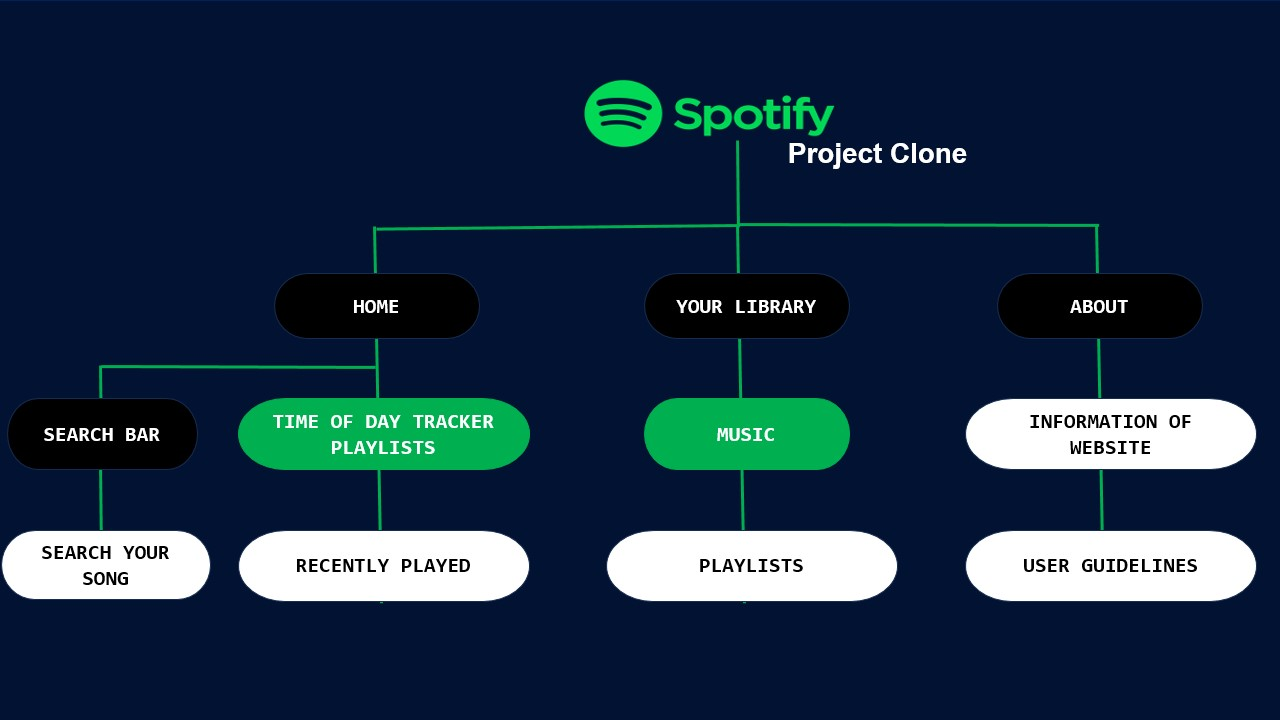 Spotify
Project Clone
HOME
YOUR LIBRARY
ABOUT
SEARCH BAR
TIME OF DAY TRACKER
PLAYLISTS
MUSIC
INFORMATION OF
WEBSITE
SEARCH YOUR
SONG
RECENTLY PLAYED
PLAYLISTS
USER GUIDELINES